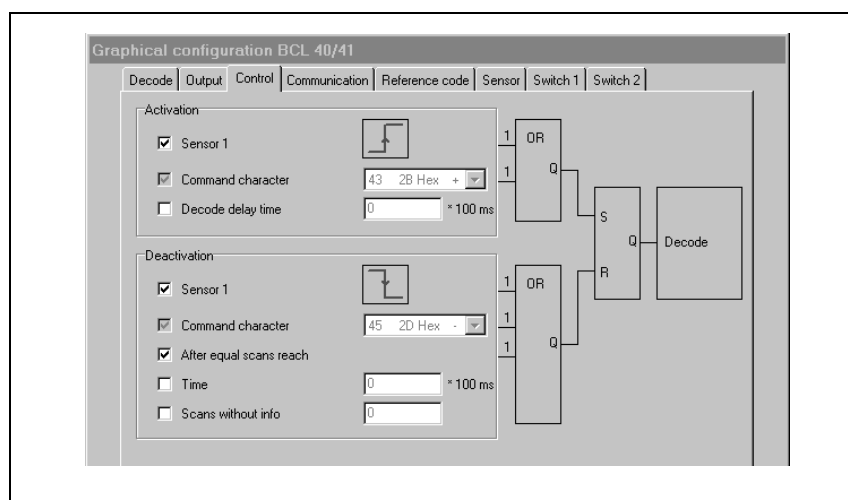 Graphical configuration BCL 40/41
Decode Output Control Communication Reference code Sensor Switch 1 Switch 2
Activation
Sensor 1
1 OR
Command character 43 2B Hex + 1 Q
Decode delay time 0 * 100 ms
S
Q Decode
Deactivation
R
Sensor 1
1 OR
Command character 45 2D Hex - 1
After equal scans reach 1 Q
Time 0 * 100 ms
Scans without info 0